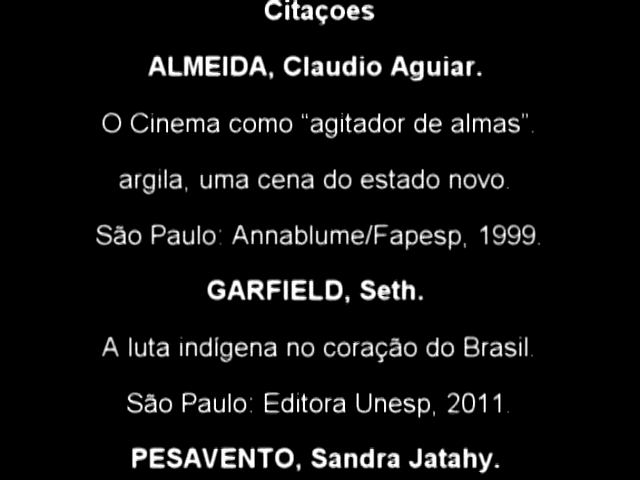 Citaçoes
ALMEIDA, Claudio Aguiar.
O Cinema como “agitador de almas”.
argila, uma cena do estado novo.
São Paulo: Annablume/Fapesp, 1999.
GARFIELD, Seth.
A luta indígena no coração do Brasil.
São Paulo: Editora Unesp, 2011.
PESAVENTO, Sandra Jatahy.